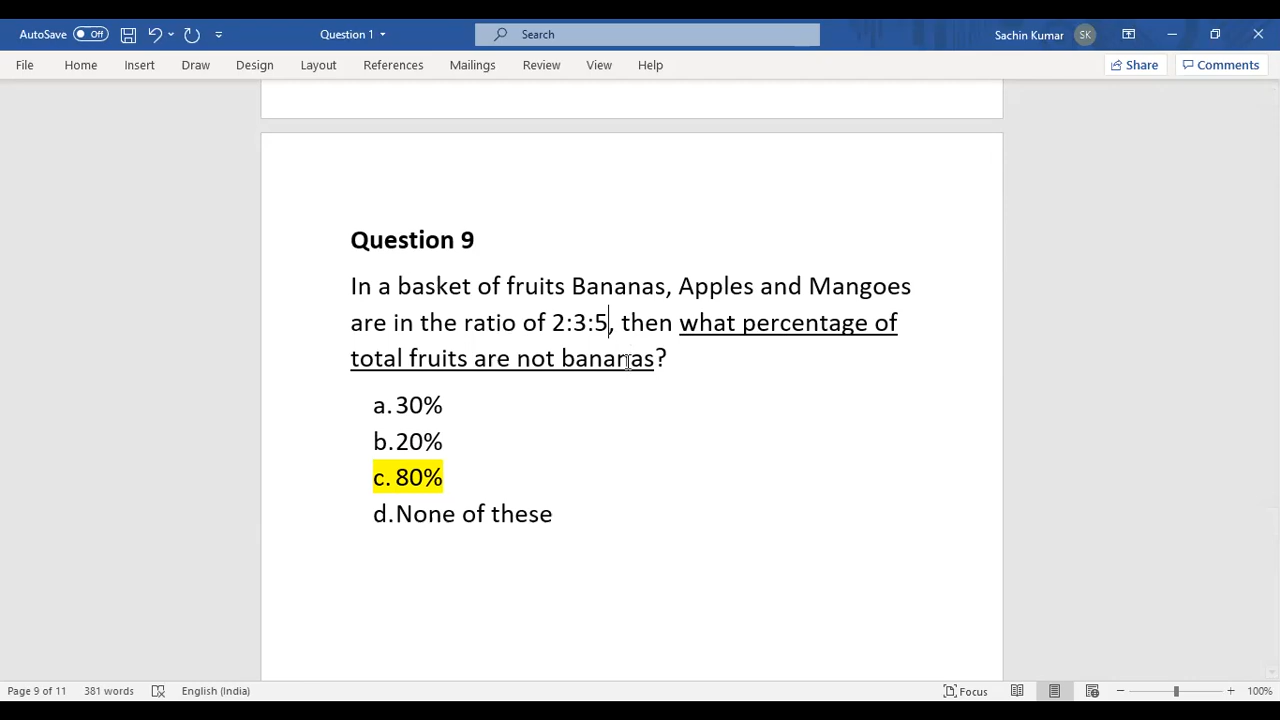 AutoSave Off Question 1 Search Sachin Kumar SK
File Home Insert Draw Design Layout References Mailings Review View Help Share Comments
Question 9
In a basket of fruits Bananas, Apples and Mangoes
are in the ratio of 2:3:5, then what percentage of
total fruits are not bananas?
a. 30%
b. 20%
c. 80%
d. None of these
Page 9 of 11 381 words English (India) Focus 100%